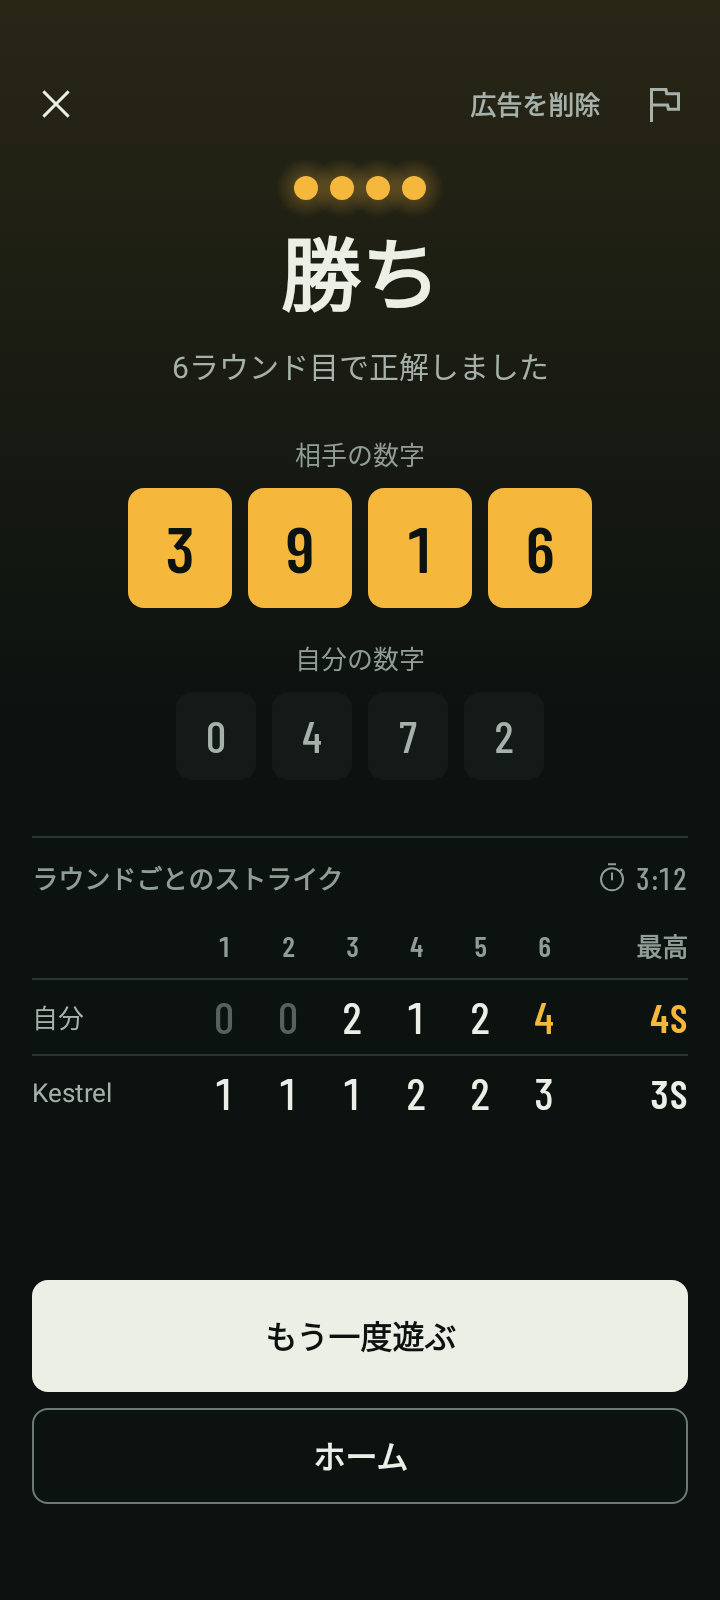 広告を削除
勝ち
6ラウンド目で正解しました
相手の数字
3 9 1 6
自分の数字
0 4 7 2
ラウンドごとのストライク 3:12
1 2 3 4 5 6 最高
自分 0 0 2 1 2 4 4S
Kestrel 1 1 1 2 2 3 3S
もう一度遊ぶ
ホーム